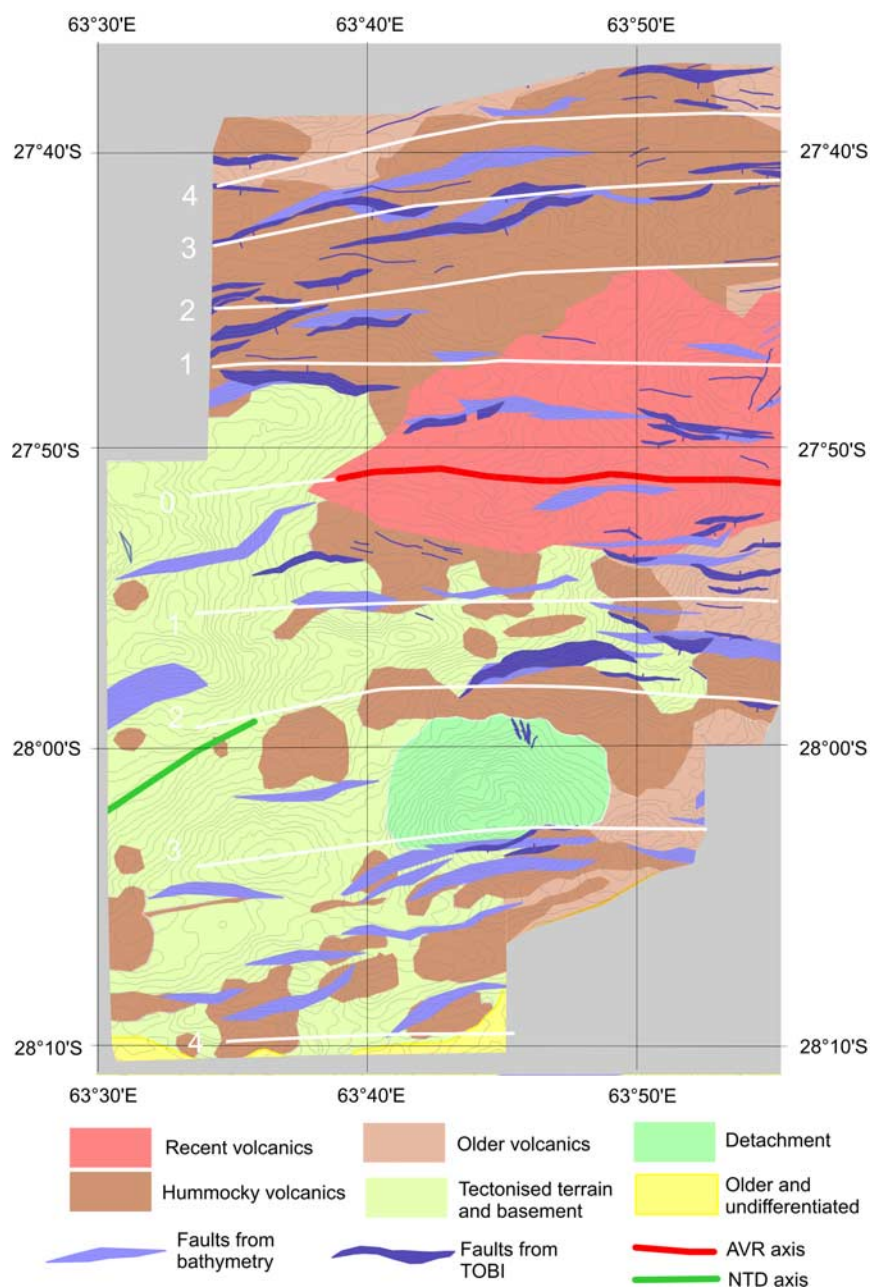 63°30'E 63°40'E 63°50'E
27°40'S 27°40'S
4
3
2
1
27°50'S 27°50'S
0
1
2
28°00'S 28°00'S
3
28°10'S 4 28°10'S
63°30'E 63°40'E 63°50'E
Recent volcanics
Older volcanics
Detachment
Hummocky volcanics
Tectonised terrain
and basement
Older and
undifferentiated
Faults from
bathymetry
Faults from
TOBI
AVR axis
NTD axis